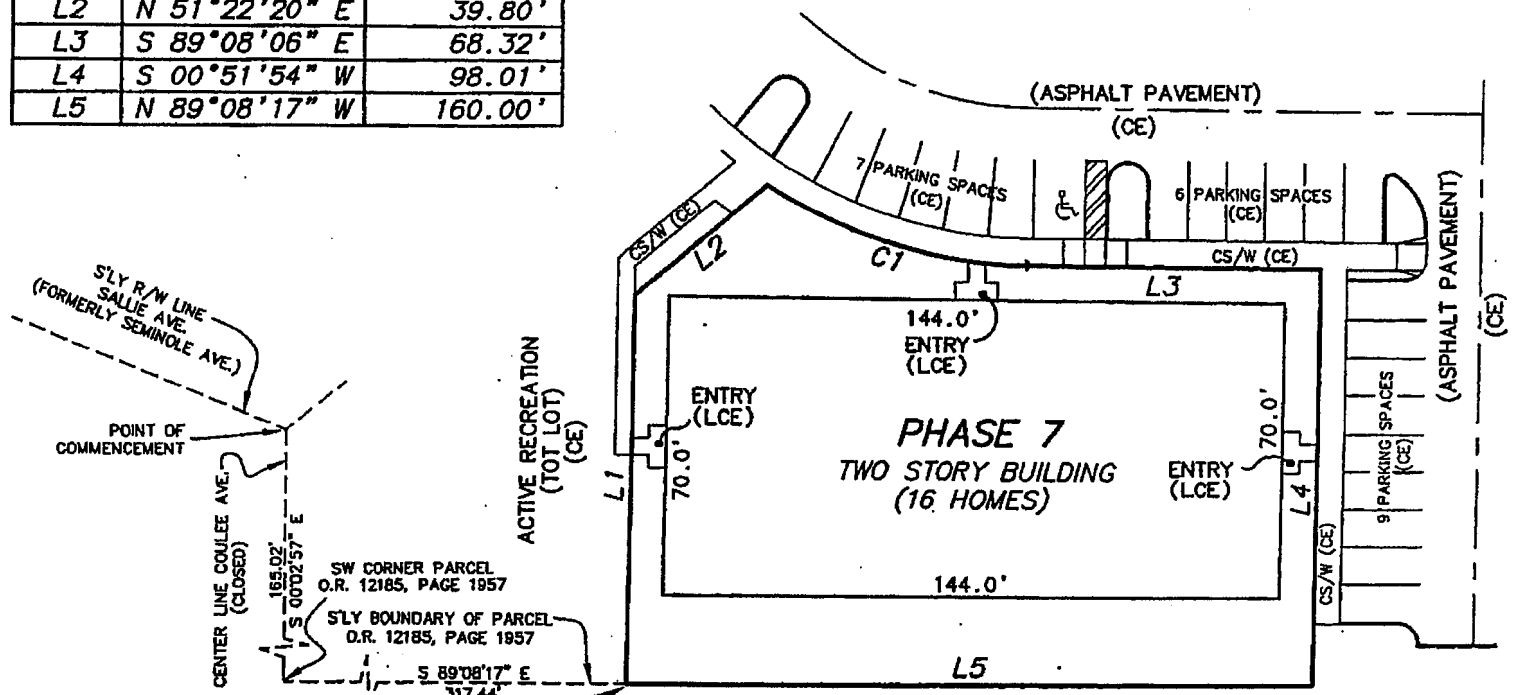 L2 N 51°22'20" E 39.80'
L3 S 89°08'06" E 68.32'
L4 S 00°51'54" W 98.01'
L5 N 89°08'17" W 160.00'
(ASPHALT PAVEMENT)
(CE)
7 PARKING SPACES
(CE)
6 PARKING SPACES
(CE)
CS/W (CE)
CS/W (CE)
L2
C1
L3
(ASPHALT PAVEMENT)
(CE)
S'LY R/W LINE
SALLIE AVE.
(FORMERLY SEMINOLE AVE.)
POINT OF
COMMENCEMENT
CENTER LINE COULEE AVE.
(CLOSED)
165.02'
S 00°02'57" E
ACTIVE RECREATION
(TOT LOT)
(CE)
L1
ENTRY
(LCE)
70.0'
144.0'
ENTRY
(LCE)
PHASE 7
TWO STORY BUILDING
(16 HOMES)
70.0'
ENTRY
(LCE)
L4
9 PARKING SPACES
(CE)
CS/W (CE)
144.0'
SW CORNER PARCEL
O.R. 12185, PAGE 1957
S'LY BOUNDARY OF PARCEL
O.R. 12185, PAGE 1957
S 89°08'17" E
317.44'
L5